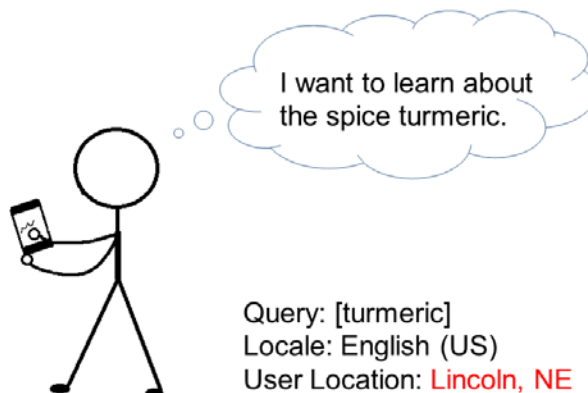 I want to learn about
the spice turmeric.
Query: [turmeric]
Locale: English (US)
User Location: Lincoln, NE